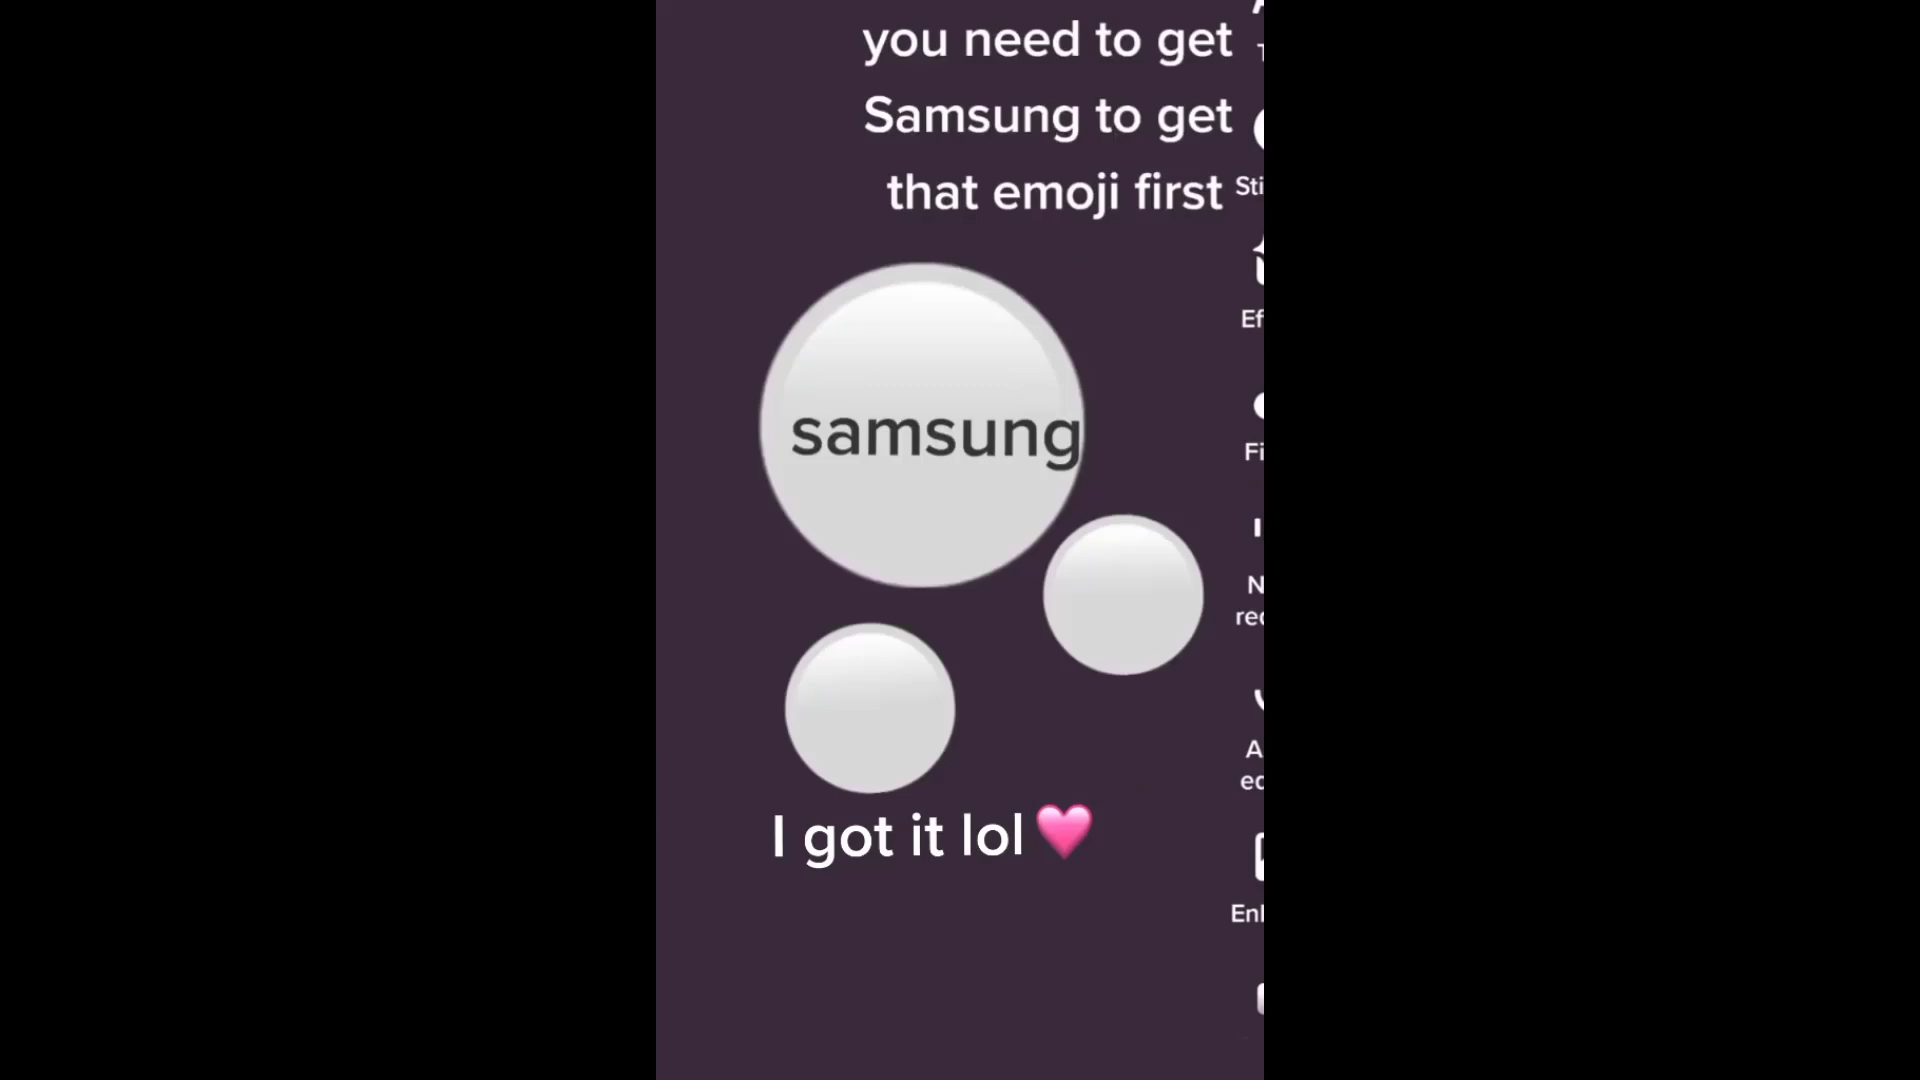 you need to get
Samsung to get
that emoji first
samsung
I got it lol